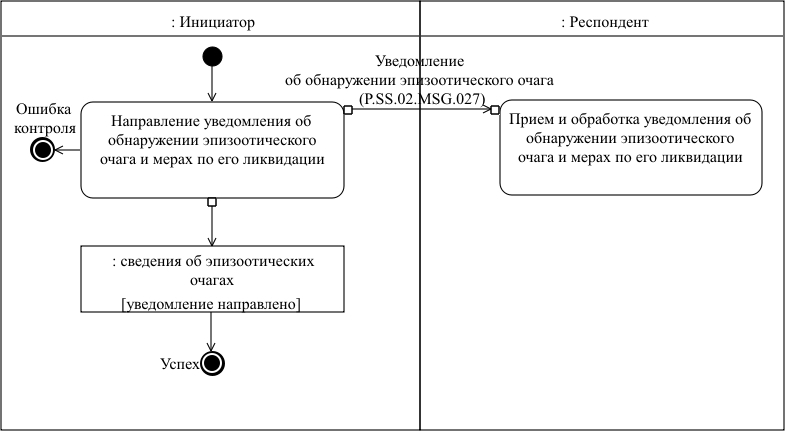 : Инициатор
: Респондент
Уведомление
об обнаружении эпизоотического очага
(P.SS.02.MSG.027)
Ошибка
контроля
Направление уведомления об
обнаружении эпизоотического
очага и мерах по его ликвидации
Прием и обработка уведомления об
обнаружении эпизоотического
очага и мерах по его ликвидации
: сведения об эпизоотических
очагах
[уведомление направлено]
Успех